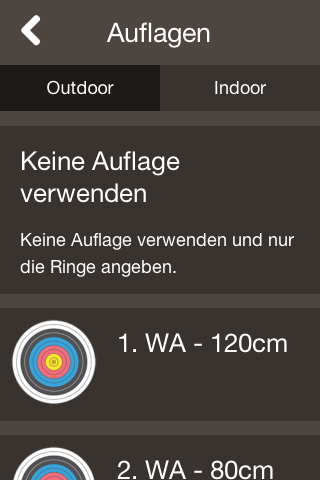 Auflagen
Outdoor
Indoor
Keine Auflage
verwenden
Keine Auflage verwenden und nur
die Ringe angeben.
1. WA - 120cm
2. WA - 80cm